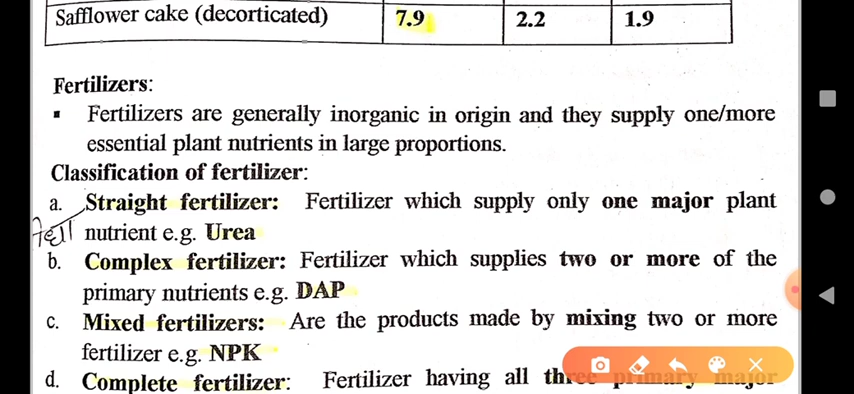 Safflower cake (decorticated) 7.9 2.2 1.9
Fertilizers:
▪ Fertilizers are generally inorganic in origin and they supply one/more
essential plant nutrients in large proportions.
Classification of fertilizer:
a. Straight fertilizer: Fertilizer which supply only one major plant
nutrient e.g. Urea
b. Complex fertilizer: Fertilizer which supplies two or more of the
primary nutrients e.g. DAP
c. Mixed fertilizers: Are the products made by mixing two or more
fertilizer e.g. NPK
d. Complete fertilizer: Fertilizer having all three primary major